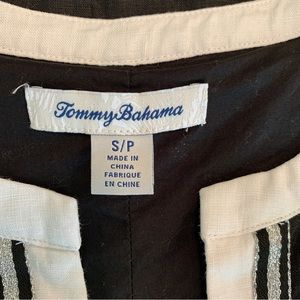 Tommy Bahama
S/P
MADE IN
CHINA
FABRIQUE
EN CHINE